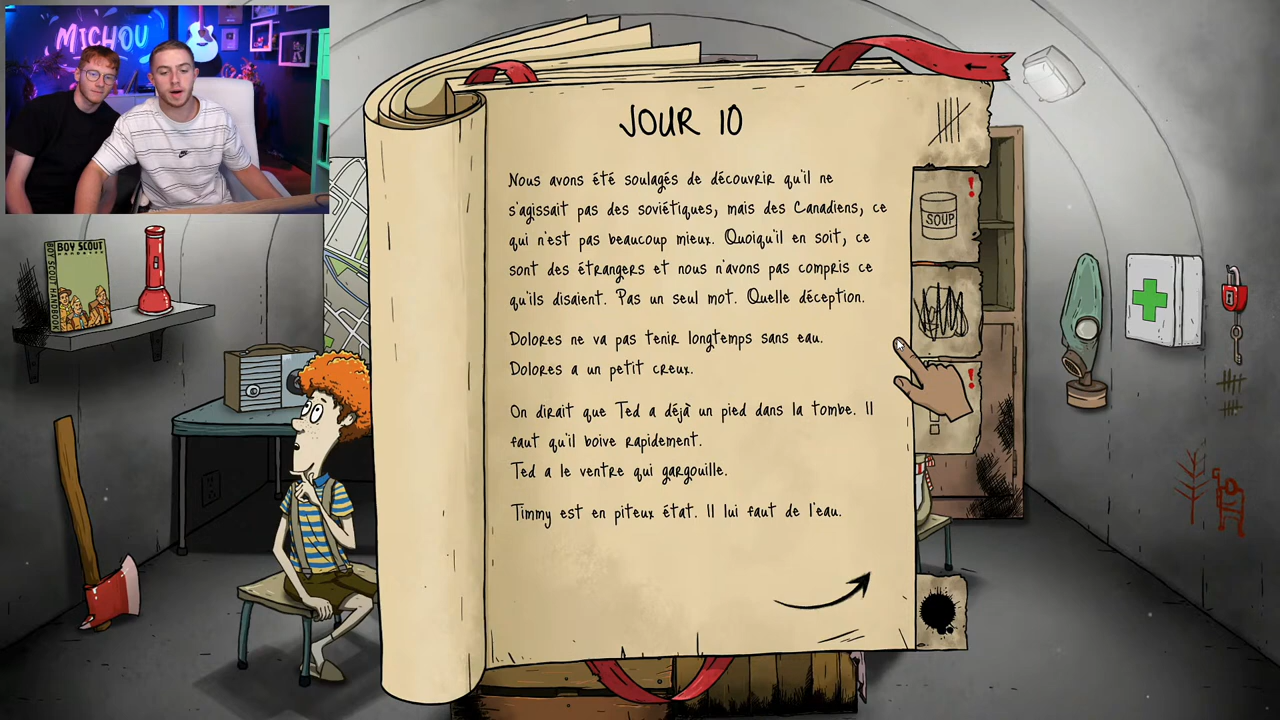 MICHOU
BOY SCOUT
HANDBOOK
BOY SCOUT HANDBOOK
JOUR 10
Nous avons été soulagés de découvrir qu'il ne
s'agissait pas des soviétiques, mais des Canadiens, ce
qui n'est pas beaucoup mieux. Quoiqu'il en soit, ce
sont des étrangers et nous n'avons pas compris ce
qu'ils disaient. Pas un seul mot. Quelle déception.
Dolores ne va pas tenir longtemps sans eau.
Dolores a un petit creux.
On dirait que Ted a déjà un pied dans la tombe. Il
faut qu'il boive rapidement.
Ted a le ventre qui gargouille.
Timmy est en piteux état. Il lui faut de l'eau.
!
SOUP
!